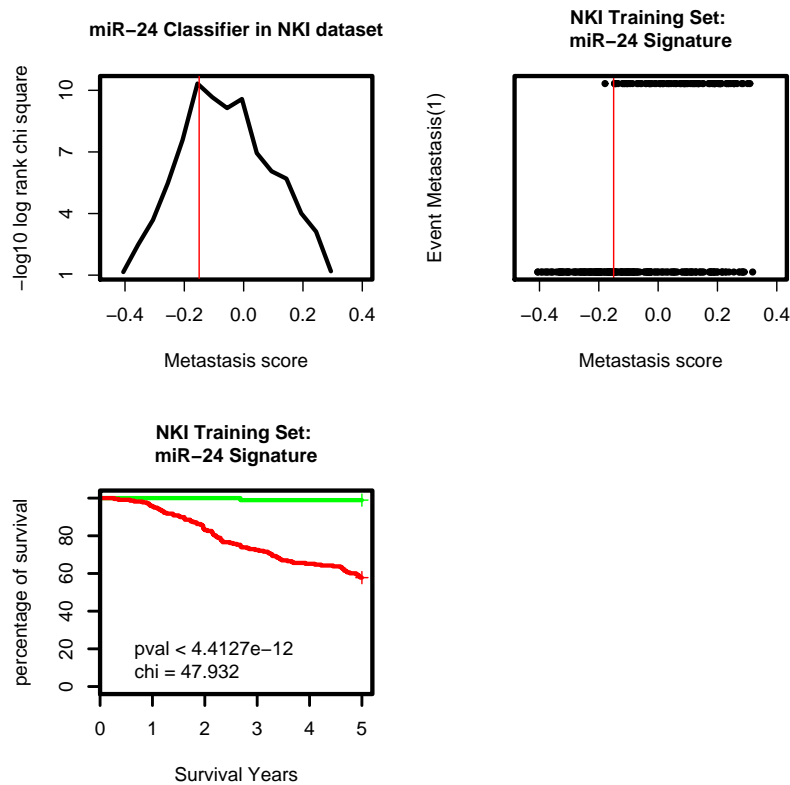 miR−24 Classifier in NKI dataset
−log10 log rank chi square
10
7
4
1
−0.4 −0.2 0.0 0.2 0.4
Metastasis score
NKI Training Set:
miR−24 Signature
Event Metastasis(1)
−0.4 −0.2 0.0 0.2 0.4
Metastasis score
NKI Training Set:
miR−24 Signature
percentage of survival
80
60
40
20
0
pval < 4.4127e−12
chi = 47.932
0 1 2 3 4 5
Survival Years